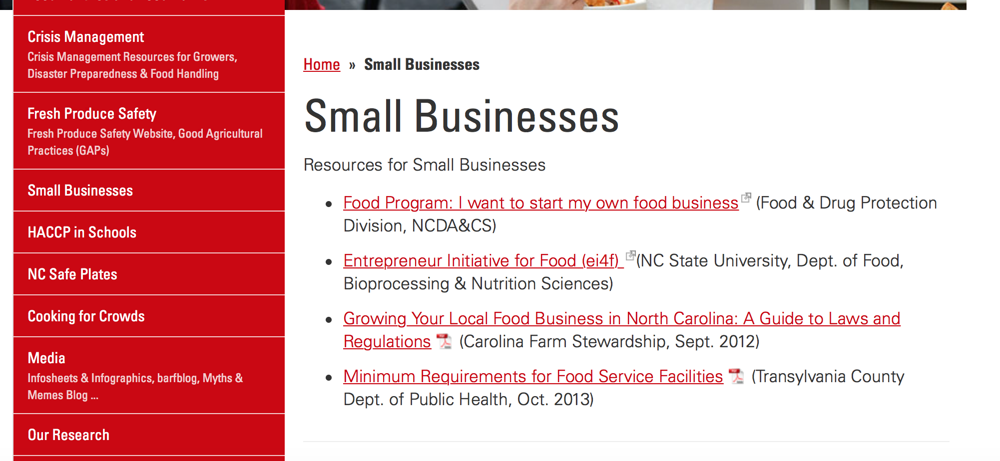 Crisis Management
Crisis Management Resources for Growers,
Disaster Preparedness & Food Handling
Fresh Produce Safety
Fresh Produce Safety Website, Good Agricultural
Practices (GAPs)
Small Businesses
HACCP in Schools
NC Safe Plates
Cooking for Crowds
Media
Infosheets & Infographics, barfblog, Myths &
Memes Blog ...
Our Research
Home » Small Businesses
Small Businesses
Resources for Small Businesses
• Food Program: I want to start my own food business (Food & Drug Protection
Division, NCDA&CS)
• Entrepreneur Initiative for Food (ei4f) (NC State University, Dept. of Food,
Bioprocessing & Nutrition Sciences)
• Growing Your Local Food Business in North Carolina: A Guide to Laws and
Regulations (Carolina Farm Stewardship, Sept. 2012)
• Minimum Requirements for Food Service Facilities (Transylvania County
Dept. of Public Health, Oct. 2013)